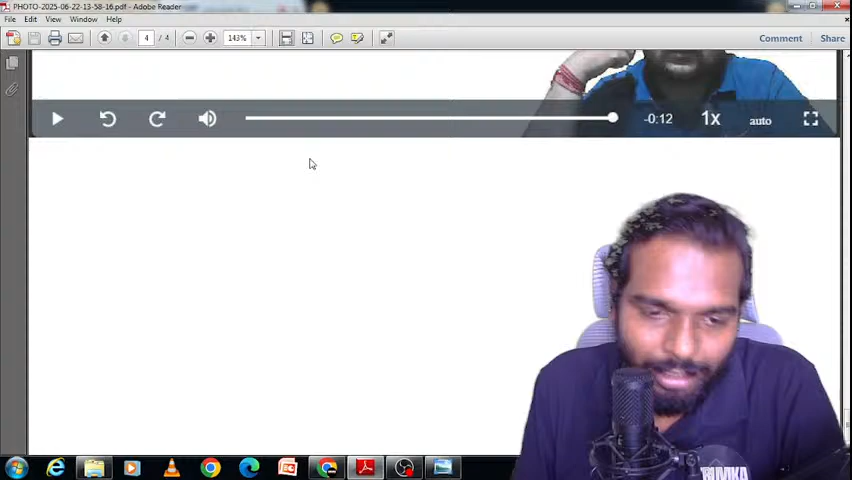 PHOTO-2025-06-22-13-58-16.pdf - Adobe Reader
File Edit View Window Help
4 / 4 143% Comment Share
-0:12 1x auto